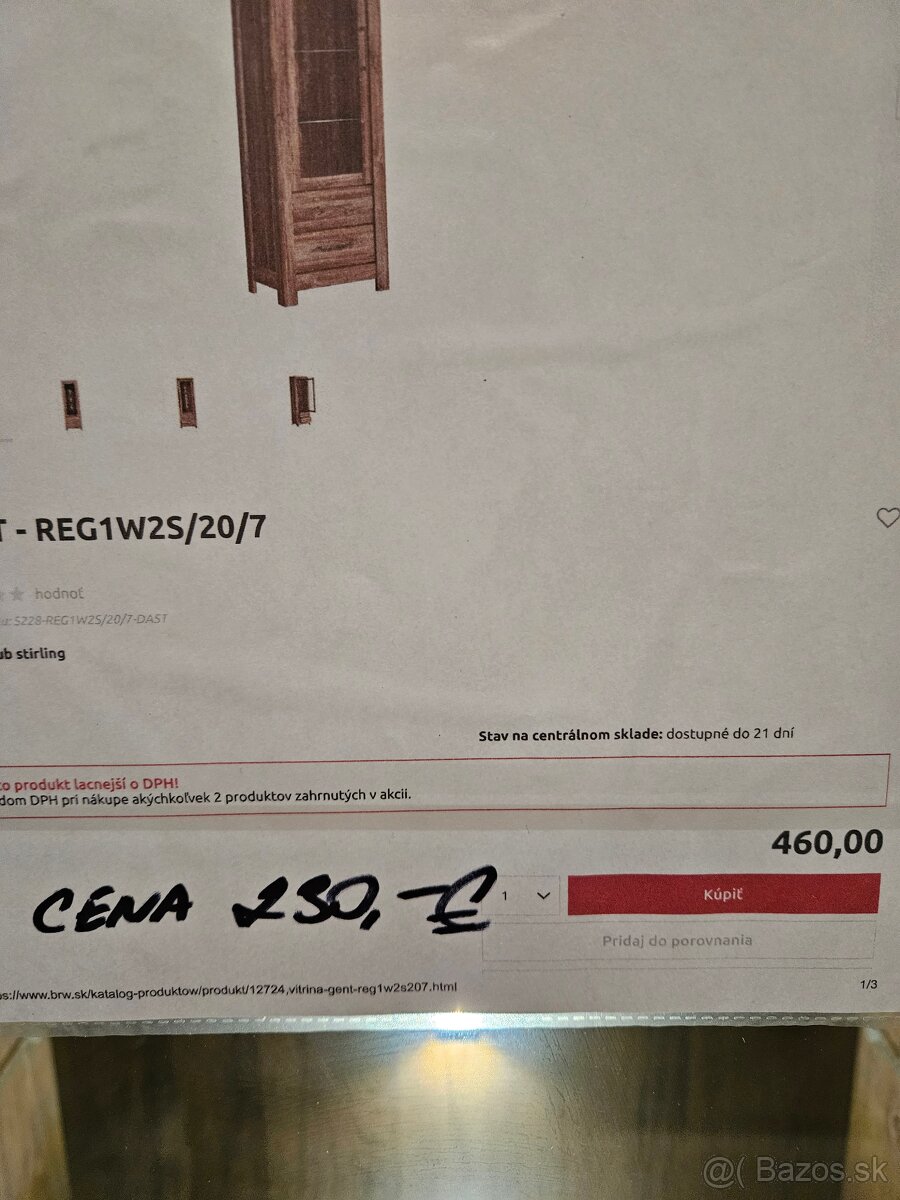 T - REG1W2S/20/7
hodnoť
S228-REG1W2S/20/7-DAST
ub stirling
Stav na centrálnom sklade: dostupné do 21 dní
to produkt lacnejší o DPH!
dom DPH pri nákupe akýchkoľvek 2 produktov zahrnutých v akcii.
460,00
CENA 230,-€
1
Kúpiť
Pridaj do porovnania
ps://www.brw.sk/katalog-produktow/produkt/12724,vitrina-gent-reg1w2s207.html
1/3
@( Bazos.sk